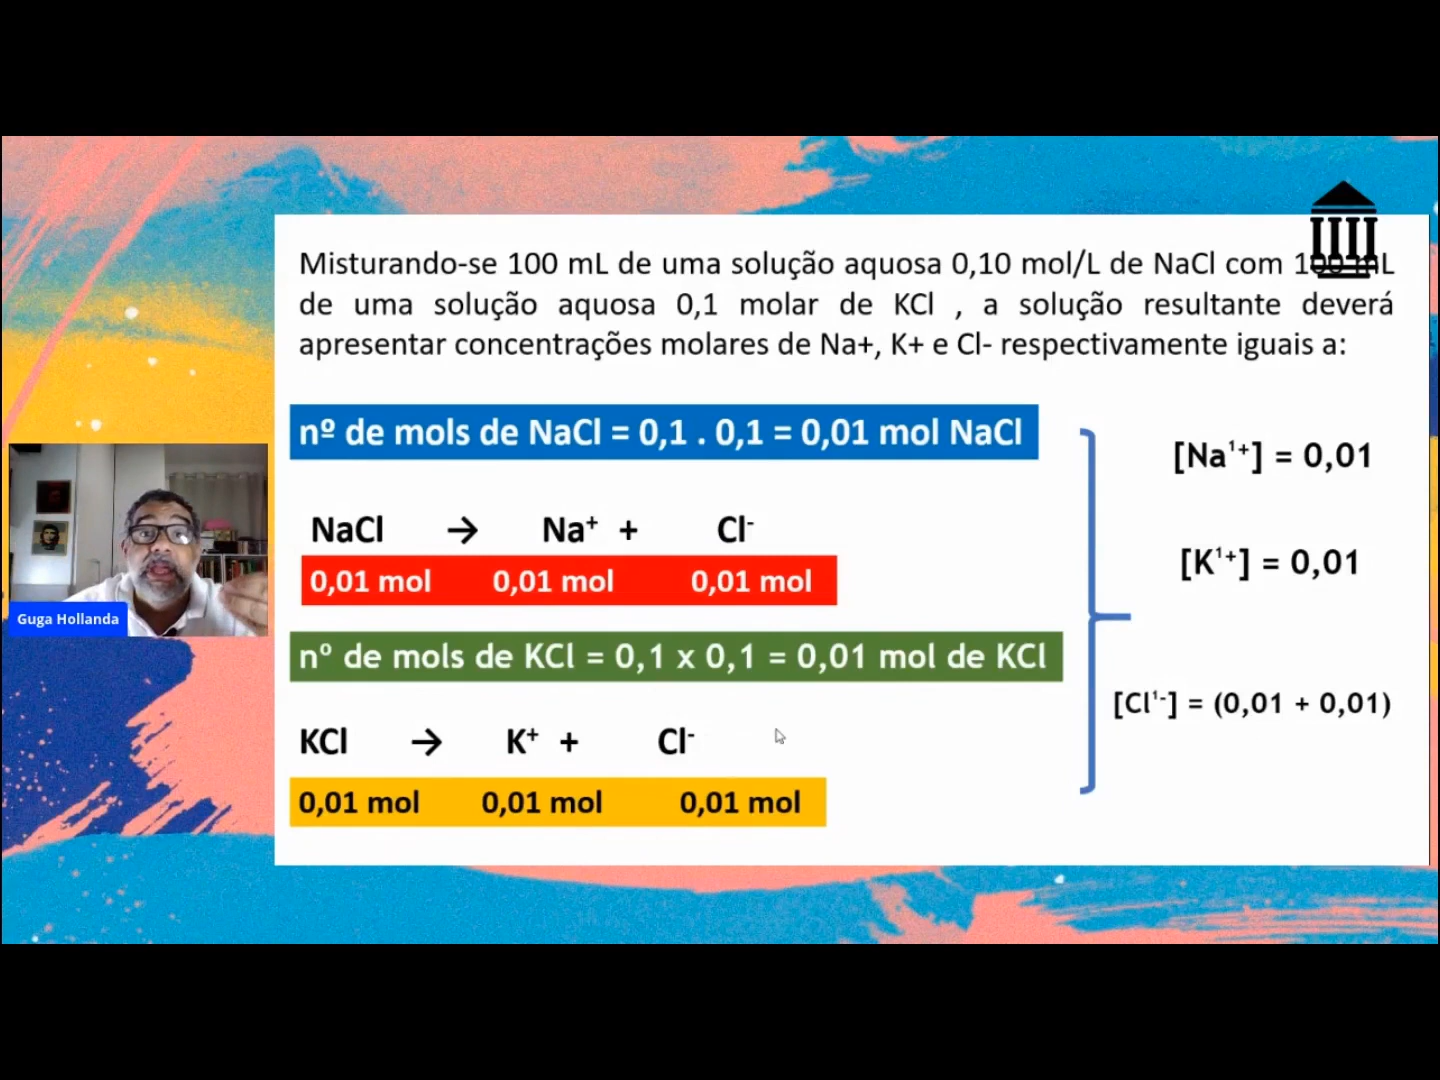 Misturando-se 100 mL de uma solução aquosa 0,10 mol/L de NaCl com 100 mL
de uma solução aquosa 0,1 molar de KCl , a solução resultante deverá
apresentar concentrações molares de Na+, K+ e Cl- respectivamente iguais a:
nº de mols de NaCl = 0,1 . 0,1 = 0,01 mol NaCl
[Na¹⁺] = 0,01
NaCl → Na⁺ + Cl⁻
0,01 mol 0,01 mol 0,01 mol
[K¹⁺] = 0,01
Guga Hollanda
nº de mols de KCl = 0,1 x 0,1 = 0,01 mol de KCl
[Cl¹⁻] = (0,01 + 0,01)
KCl → K⁺ + Cl⁻
0,01 mol 0,01 mol 0,01 mol